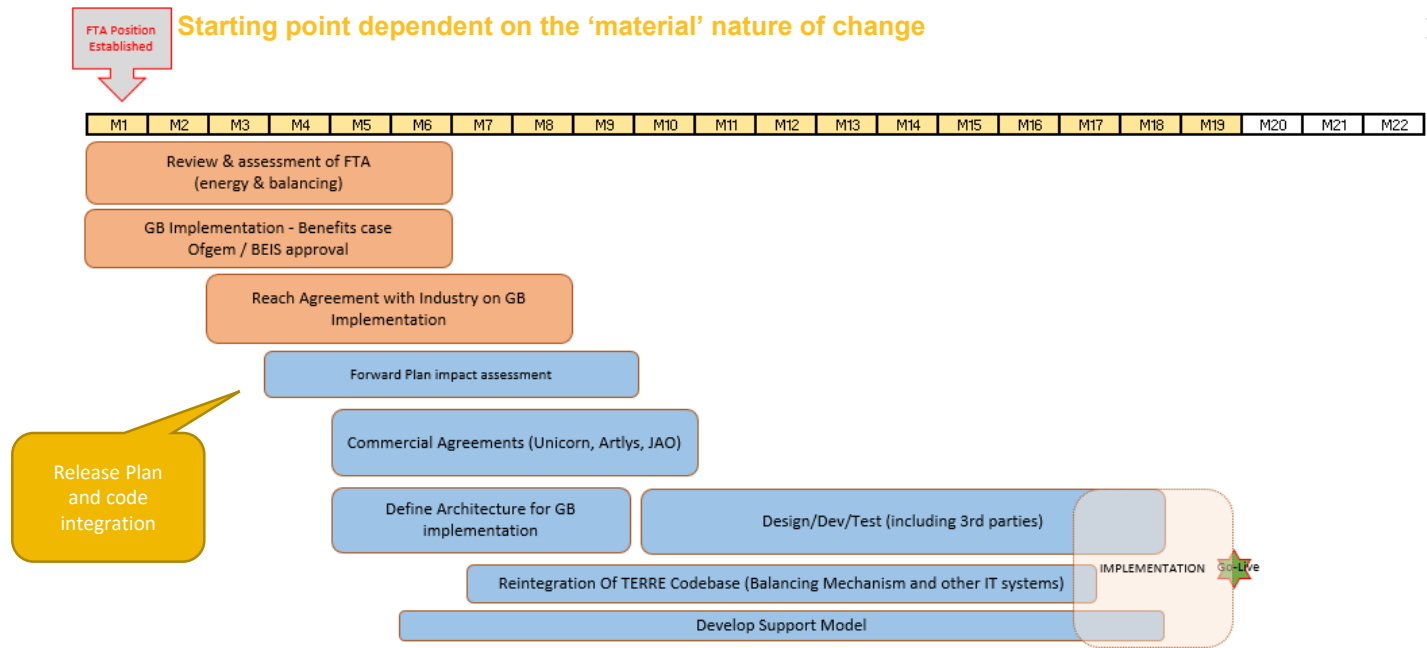 FTA Position
Established
Starting point dependent on the ‘material’ nature of change
M1 M2 M3 M4 M5 M6 M7 M8 M9 M10 M11 M12 M13 M14 M15 M16 M17 M18 M19 M20 M21 M22
Review & assessment of FTA
(energy & balancing)
GB Implementation - Benefits case
Ofgem / BEIS approval
Reach Agreement with Industry on GB
Implementation
Forward Plan impact assessment
Release Plan
and code
integration
Commercial Agreements (Unicorn, Artlys, JAO)
Define Architecture for GB
implementation
Design/Dev/Test (including 3rd parties)
Reintegration Of TERRE Codebase (Balancing Mechanism and other IT systems)
IMPLEMENTATION
Go-Live
Develop Support Model